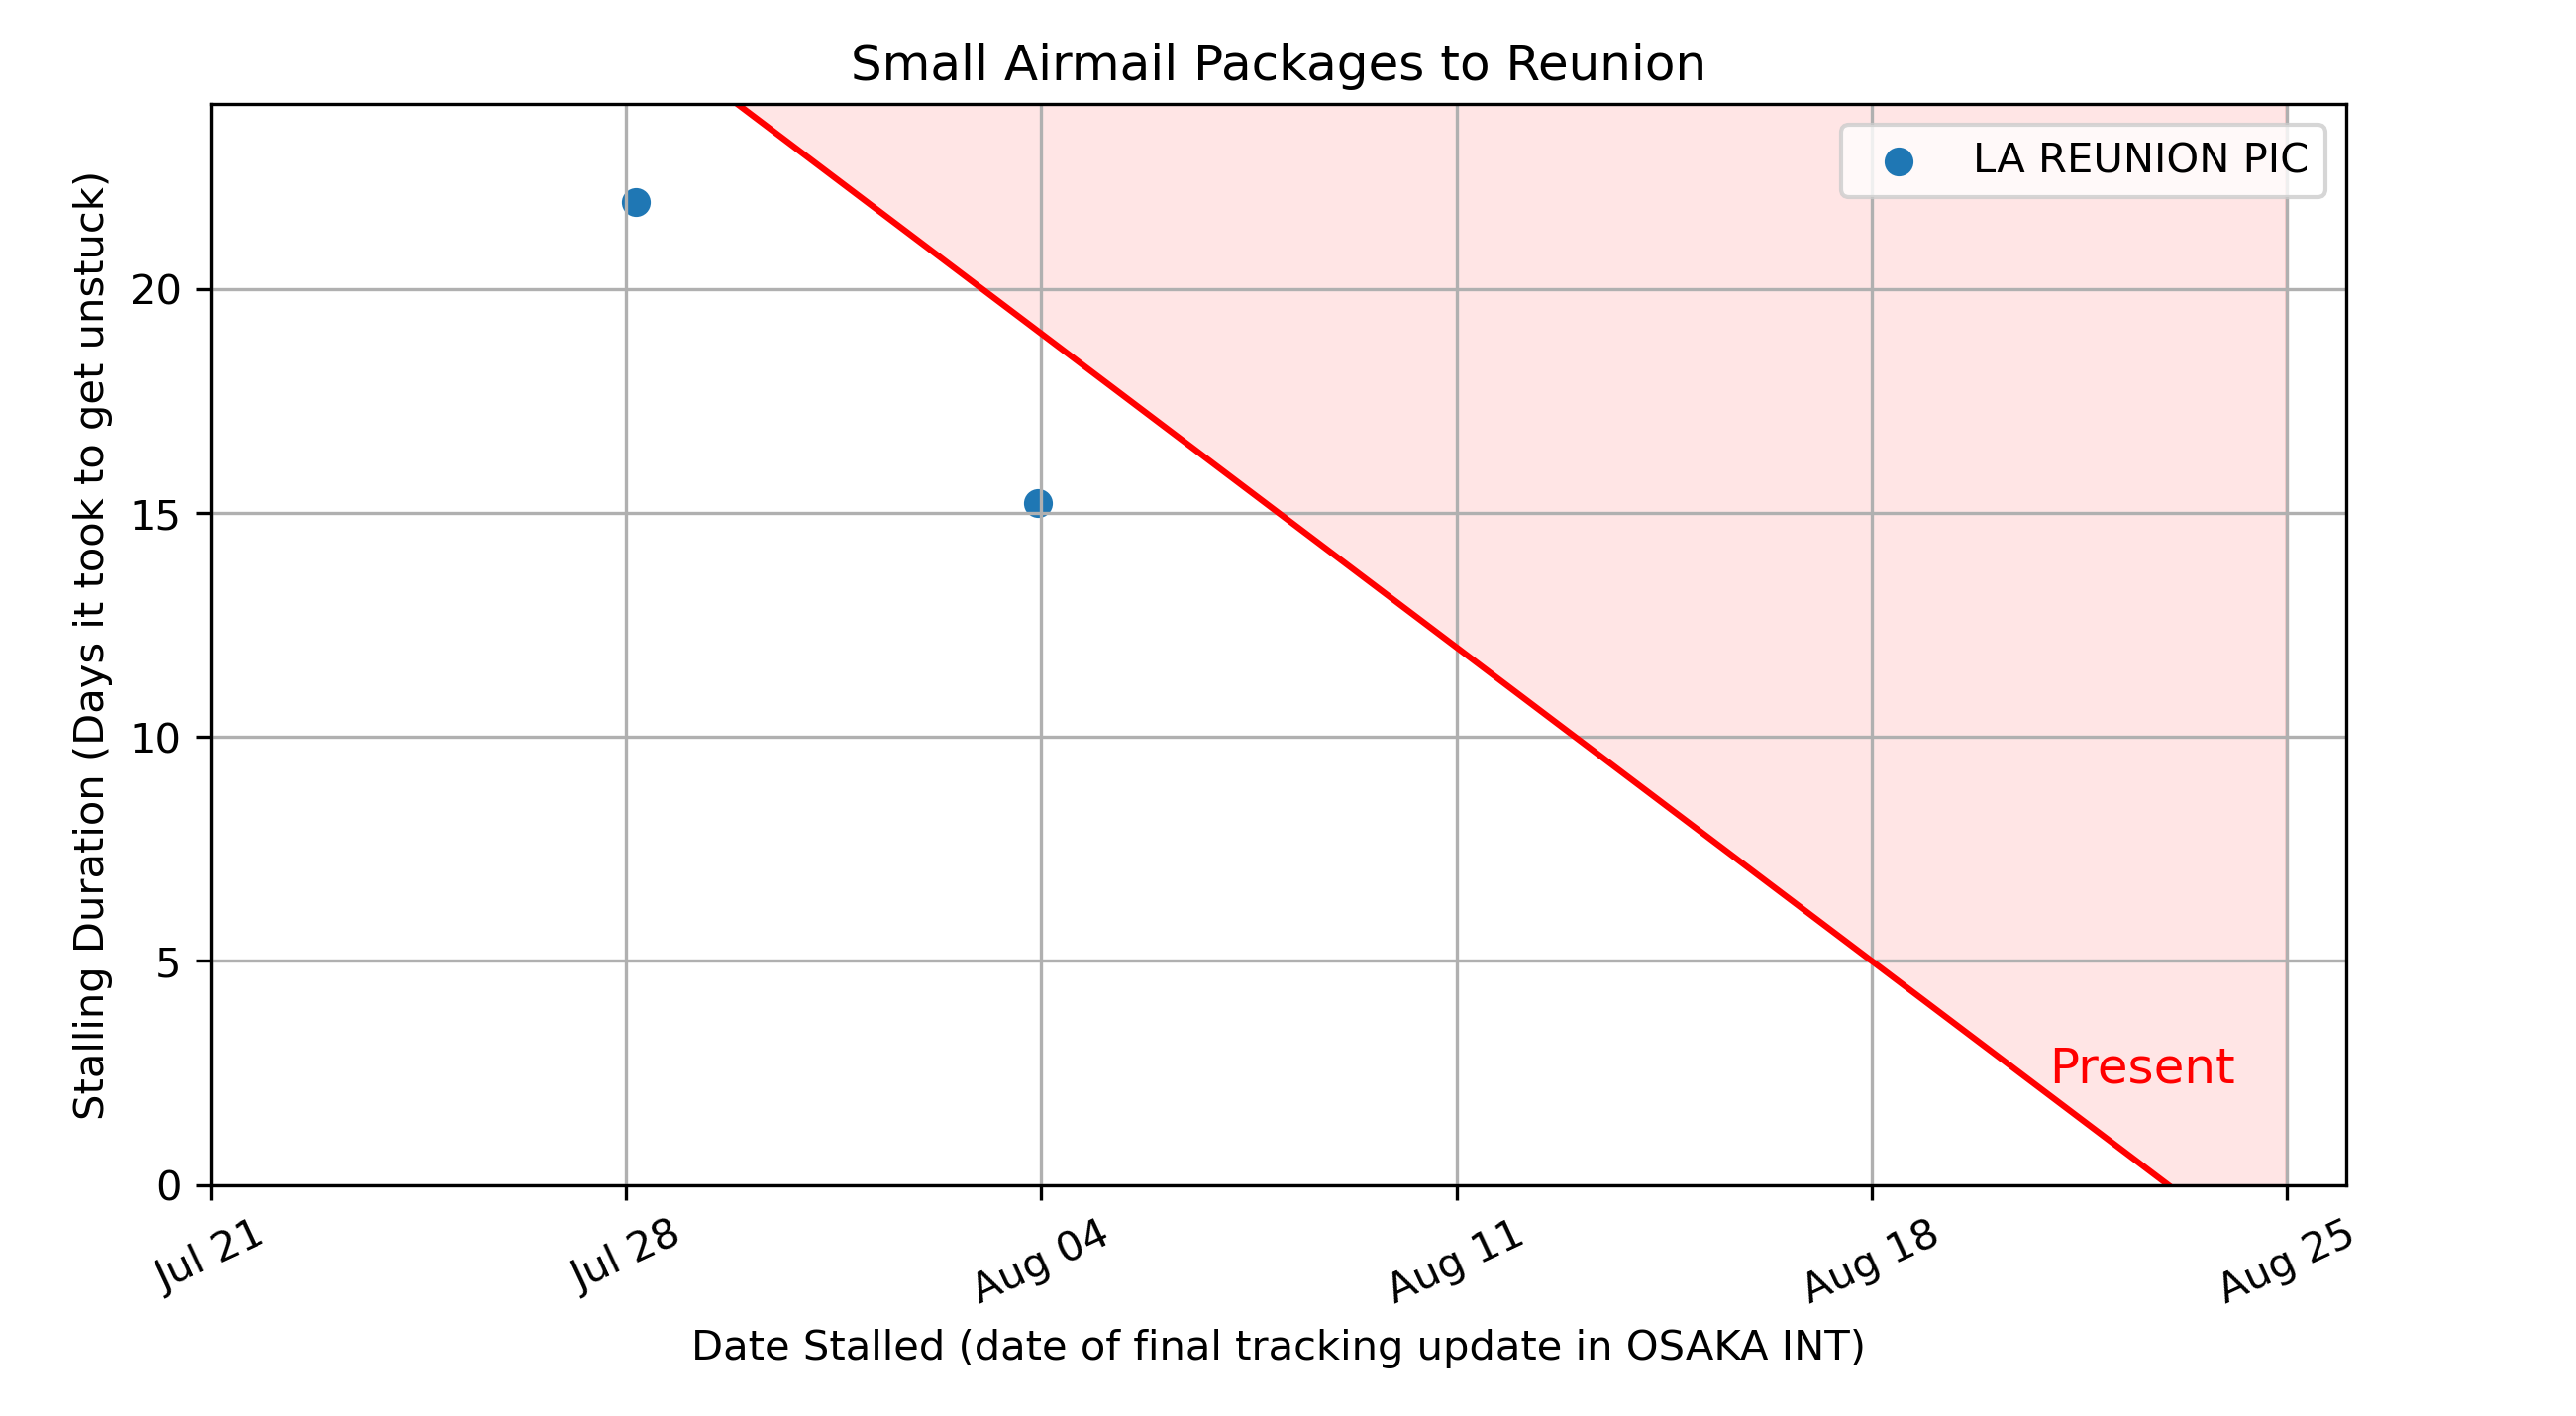 Small Airmail Packages to Reunion
LA REUNION PIC
Stalling Duration (Days it took to get unstuck)
20
15
10
5
0
Present
Jul 21
Jul 28
Aug 04
Aug 11
Aug 18
Aug 25
Date Stalled (date of final tracking update in OSAKA INT)